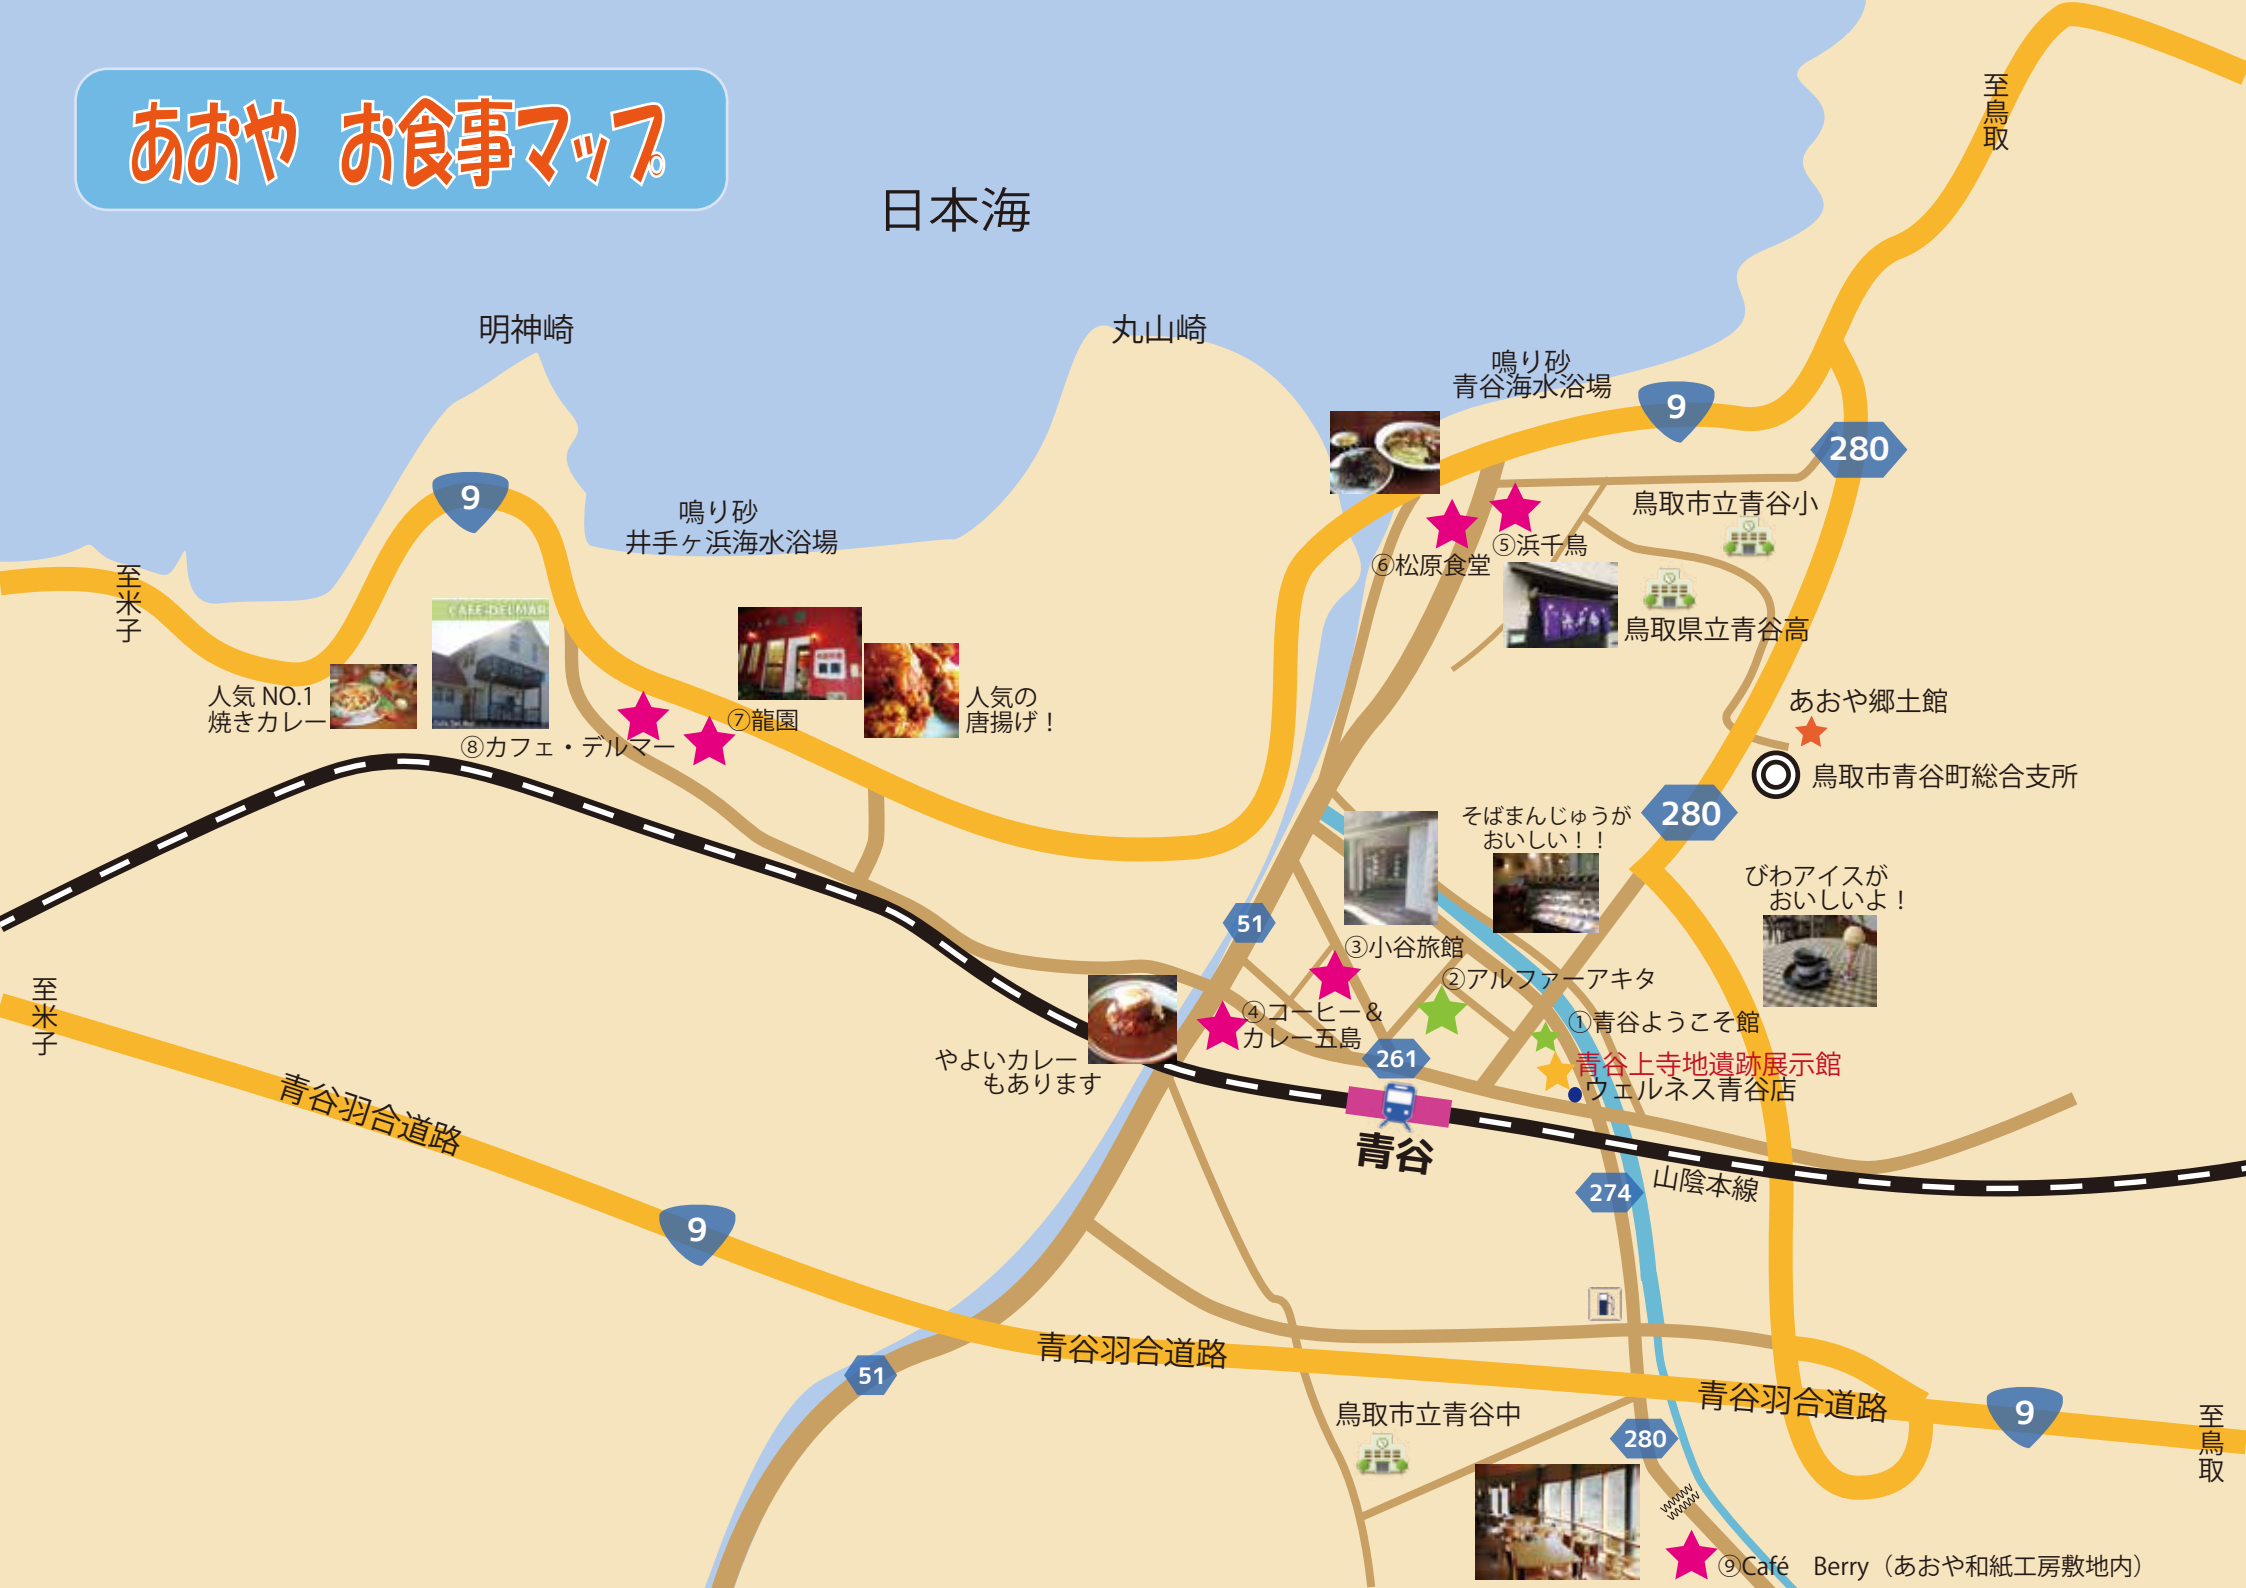 あおや お食事マップ
日本海
至鳥取
明神崎
丸山崎
鳴り砂
青谷海水浴場
9
280
9
鳴り砂
井手ヶ浜海水浴場
鳥取市立青谷小
⑤浜千鳥
⑥松原食堂
至米子
CAFE-DELMAR
鳥取県立青谷高
人気 NO.1
焼きカレー
⑦龍園
人気の
唐揚げ！
⑧カフェ・デルマー
あおや郷土館
鳥取市青谷町総合支所
そばまんじゅうが
おいしい！！
280
びわアイスが
おいしいよ！
51
③小谷旅館
②アルファーアキタ
至米子
④コーヒー＆
カレー五島
①青谷ようこそ館
やよいカレー
もあります
261
青谷上寺地遺跡展示館
ウェルネス青谷店
青谷
青谷羽合道路
274
山陰本線
9
青谷羽合道路
51
青谷羽合道路
鳥取市立青谷中
280
9
至鳥取
⑨Café　Berry（あおや和紙工房敷地内）